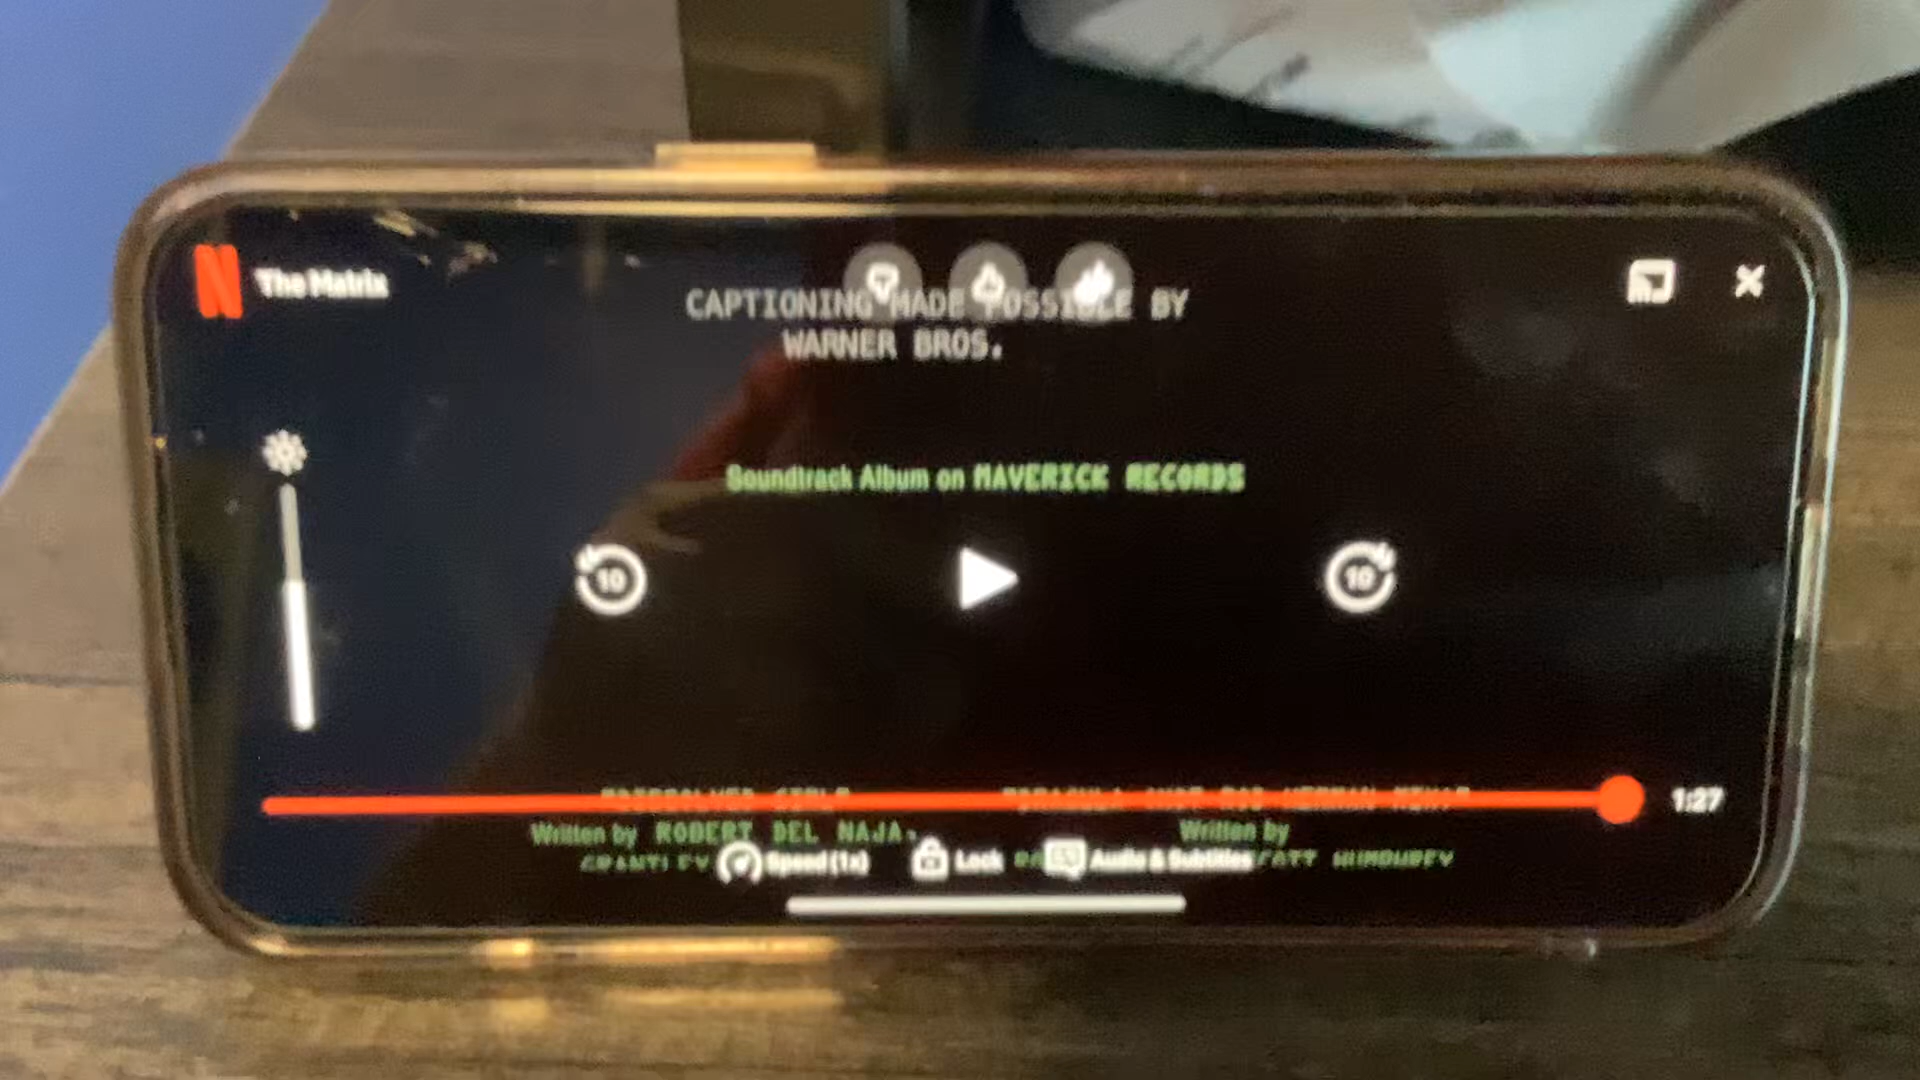 N The Matrix
CAPTIONING MADE POSSIBLE BY
WARNER BROS.
Soundtrack Album on MAVERICK RECORDS
10
10
1:27
Written by ROBERT DEL NAJA,
Written by
Speed (1x)
Lock
Audio & Subtitles